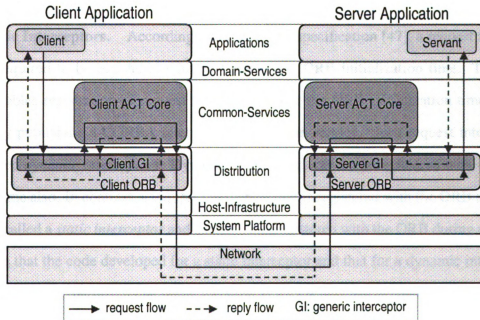 Client Application Server Application
Client Applications Servant
Domain-Services
Client ACT Core Common-Services Server ACT Core
Client GI Distribution Server GI
Client ORB Server ORB
Host-Infrastructure
System Platform
Network
request flow reply flow GI: generic interceptor